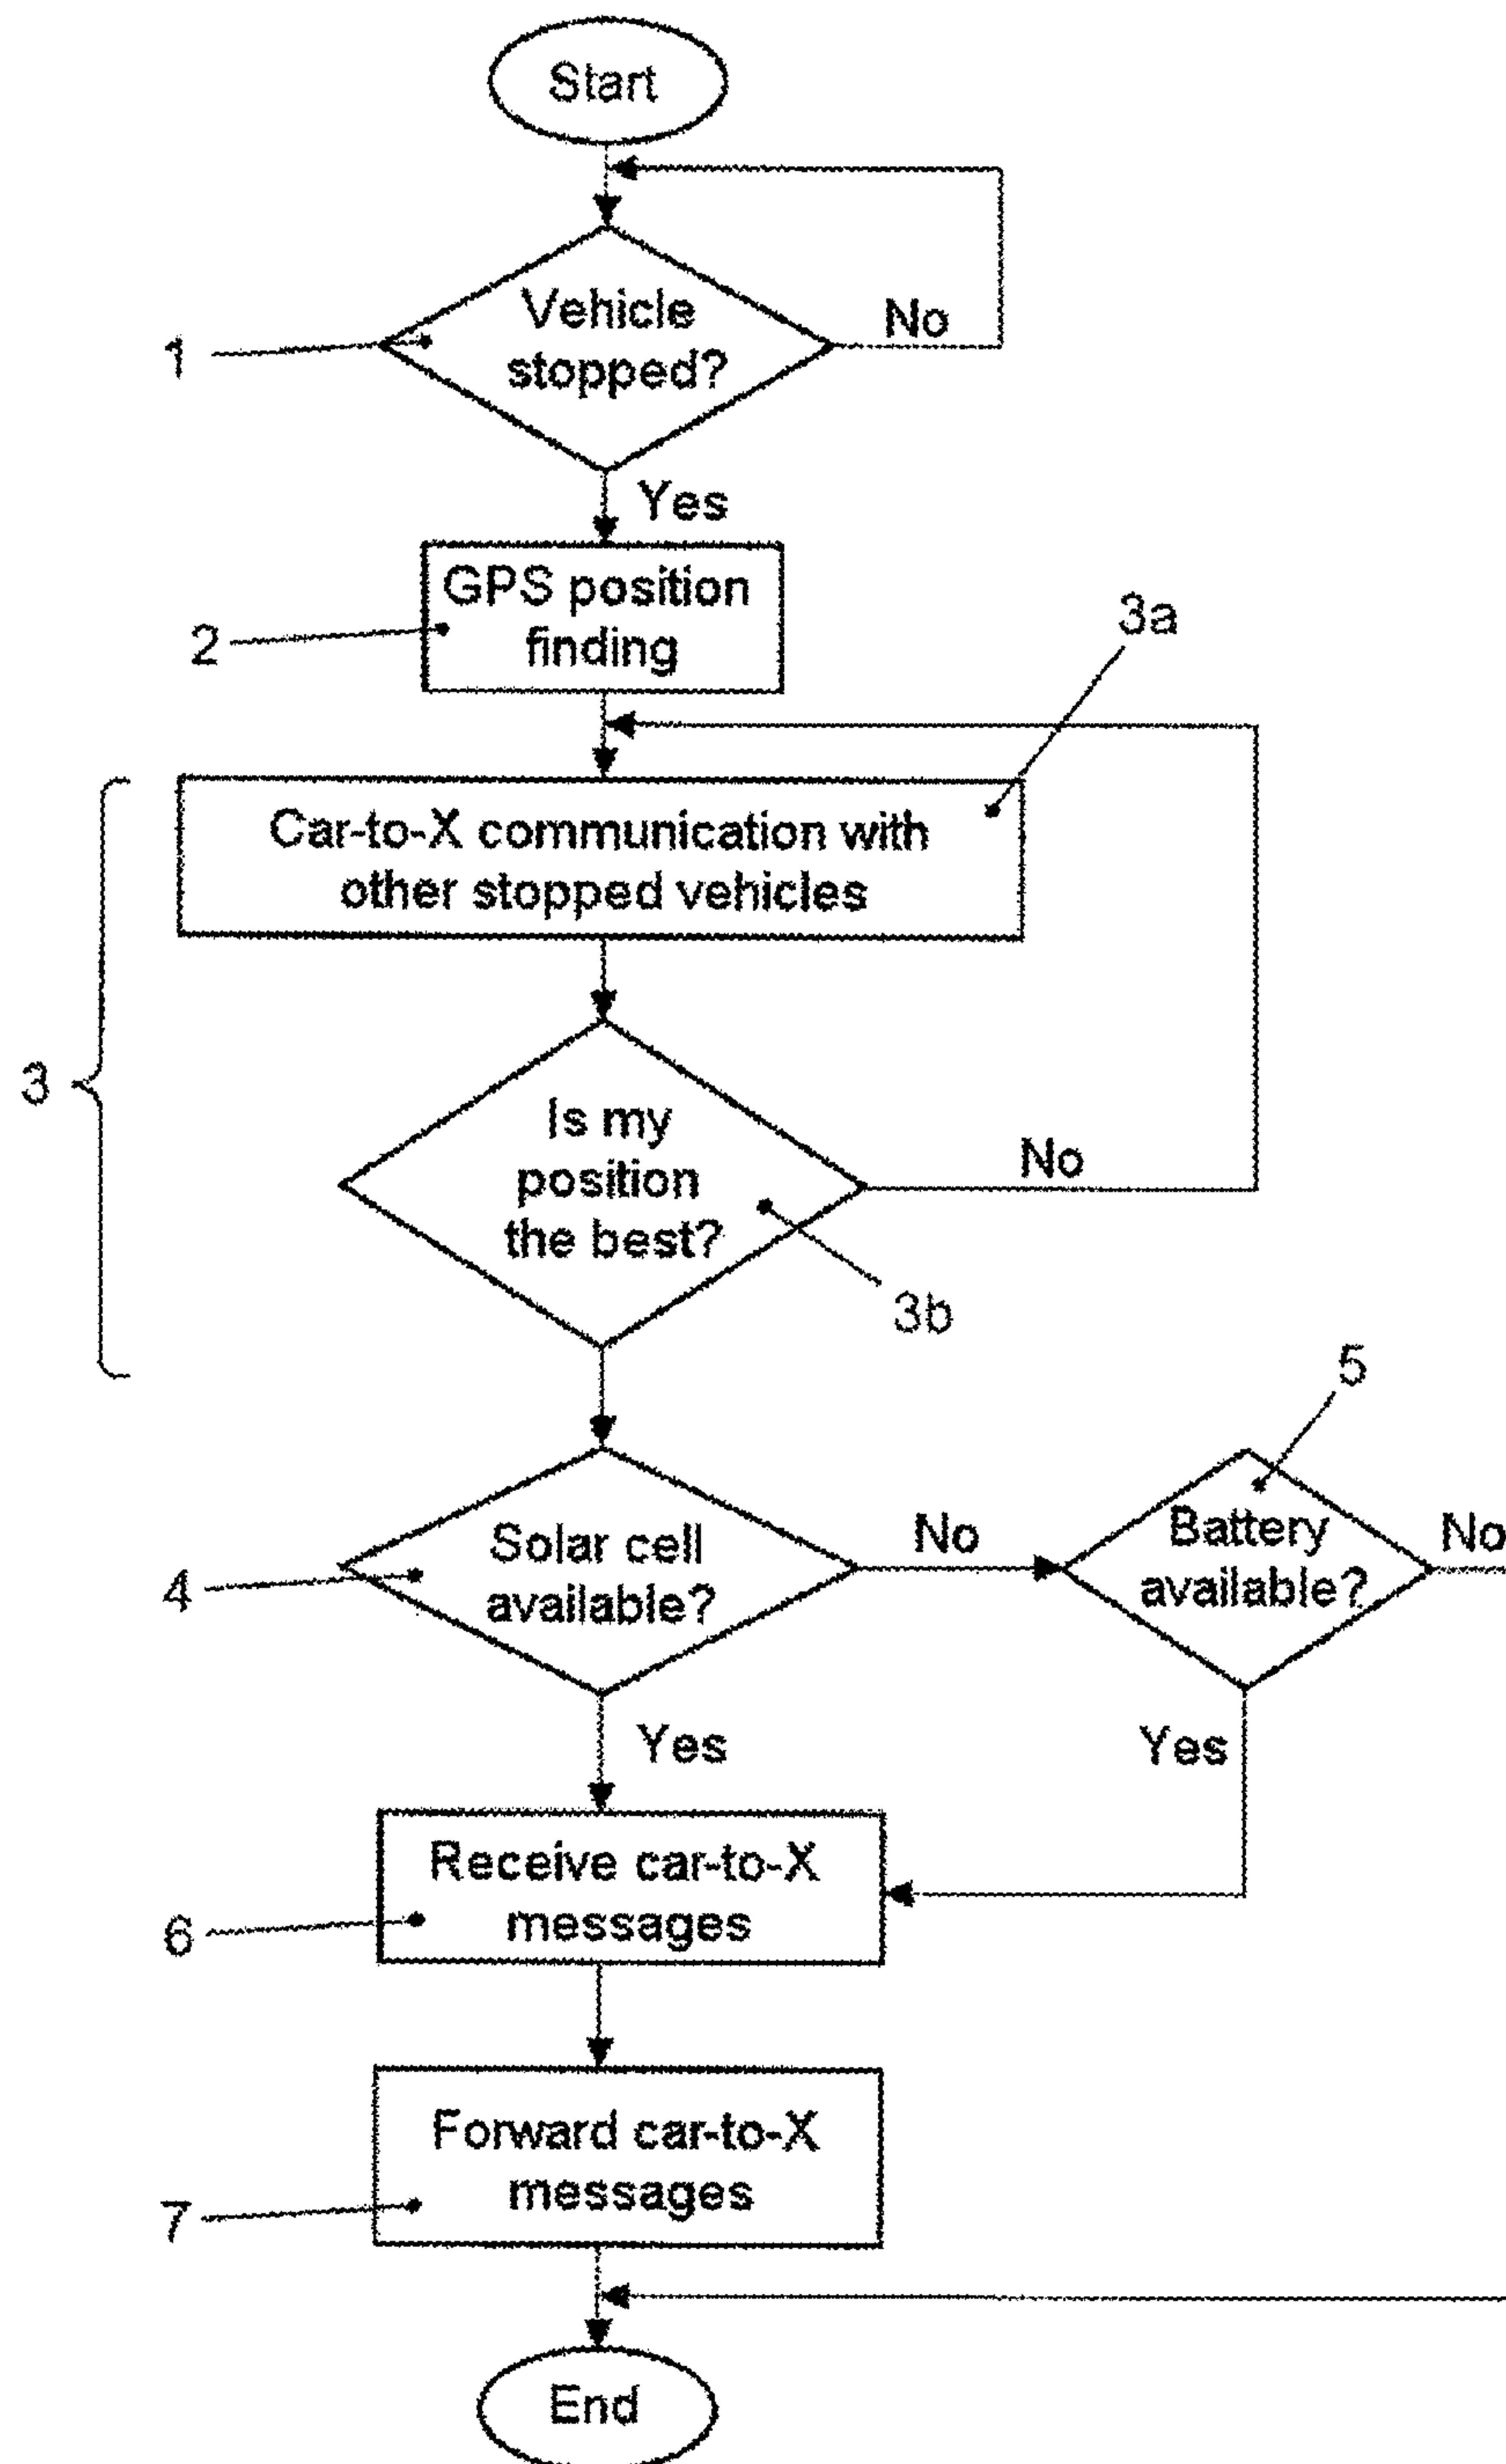 Start
Vehicle
stopped?
No
1
Yes
GPS position
finding
2
3a
Car-to-X communication with
other stopped vehicles
3
Is my
position
the best?
No
3b
5
Solar cell
available?
No
Battery
available?
No
4
Yes
Yes
Receive car-to-X
messages
6
Forward car-to-X
messages
7
End